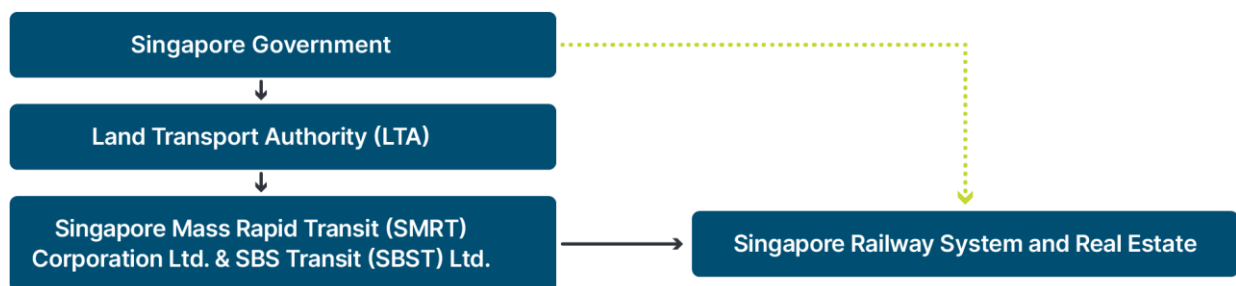 Singapore Government
Land Transport Authority (LTA)
Singapore Mass Rapid Transit (SMRT)
Corporation Ltd. & SBS Transit (SBST) Ltd.
Singapore Railway System and Real Estate